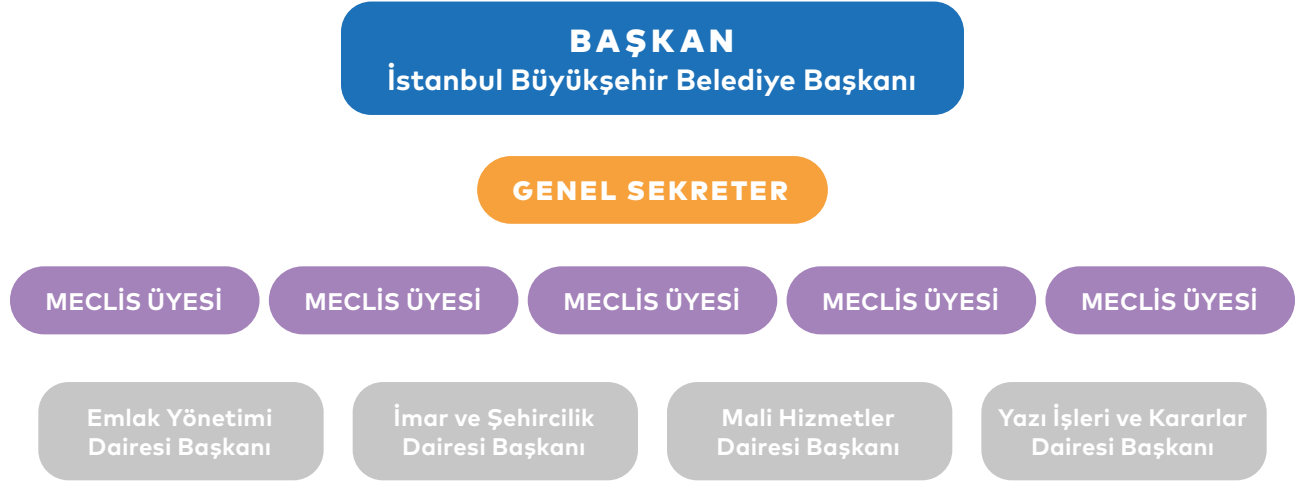 BAŞKAN
İstanbul Büyükşehir Belediye Başkanı
GENEL SEKRETER
MECLİS ÜYESİ
MECLİS ÜYESİ
MECLİS ÜYESİ
MECLİS ÜYESİ
MECLİS ÜYESİ
Emlak Yönetimi
Dairesi Başkanı
İmar ve Şehircilik
Dairesi Başkanı
Mali Hizmetler
Dairesi Başkanı
Yazı İşleri ve Kararlar
Dairesi Başkanı